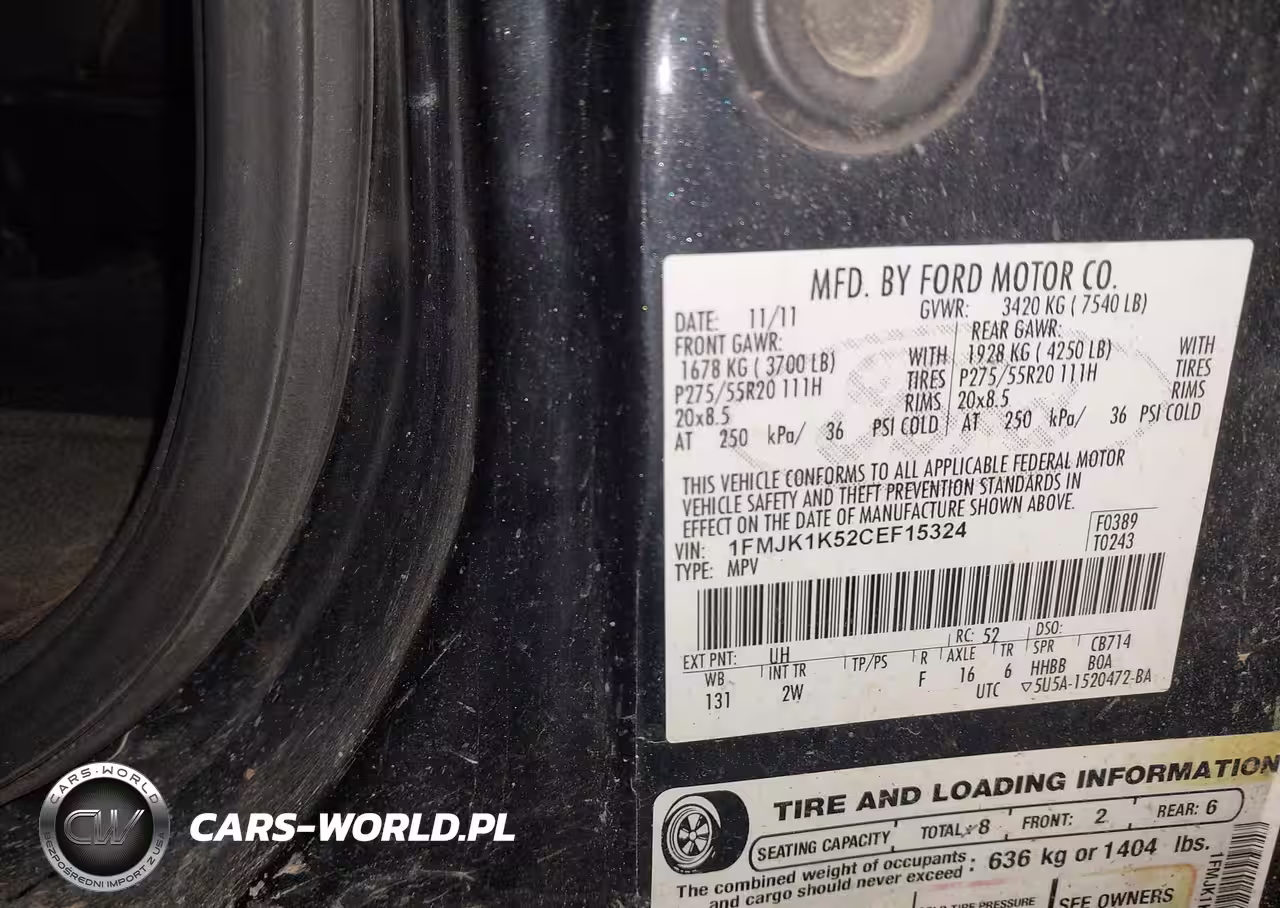 MFD. BY FORD MOTOR CO.
DATE: 11/11 GVWR: 3420 KG ( 7540 LB)
FRONT GAWR: REAR GAWR:
1678 KG ( 3700 LB) WITH 1928 KG ( 4250 LB) WITH
P275/55R20 111H TIRES P275/55R20 111H TIRES
20x8.5 RIMS 20x8.5 RIMS
AT 250 kPa/ 36 PSI COLD AT 250 kPa/ 36 PSI COLD
THIS VEHICLE CONFORMS TO ALL APPLICABLE FEDERAL MOTOR
VEHICLE SAFETY AND THEFT PREVENTION STANDARDS IN
EFFECT ON THE DATE OF MANUFACTURE SHOWN ABOVE.
VIN: 1FMJK1K52CEF15324 F0389
TYPE: MPV T0243
EXT PNT: UH RC: 52 DSO:
WB INT TR TP/PS R AXLE TR SPR CB714
131 2W F 16 6 HHBB BOA
UTC ▽5U5A-1520472-BA
TIRE AND LOADING INFORMATION
SEATING CAPACITY TOTAL: 8 FRONT: 2 REAR: 6
The combined weight of occupants : 636 kg or 1404 lbs.
and cargo should never exceed
TIRE PRESSURE SEE OWNERS
1FMJK1
CARS-WORLD
CW
BEZPOŚREDNI IMPORT Z USA
CARS-WORLD.PL